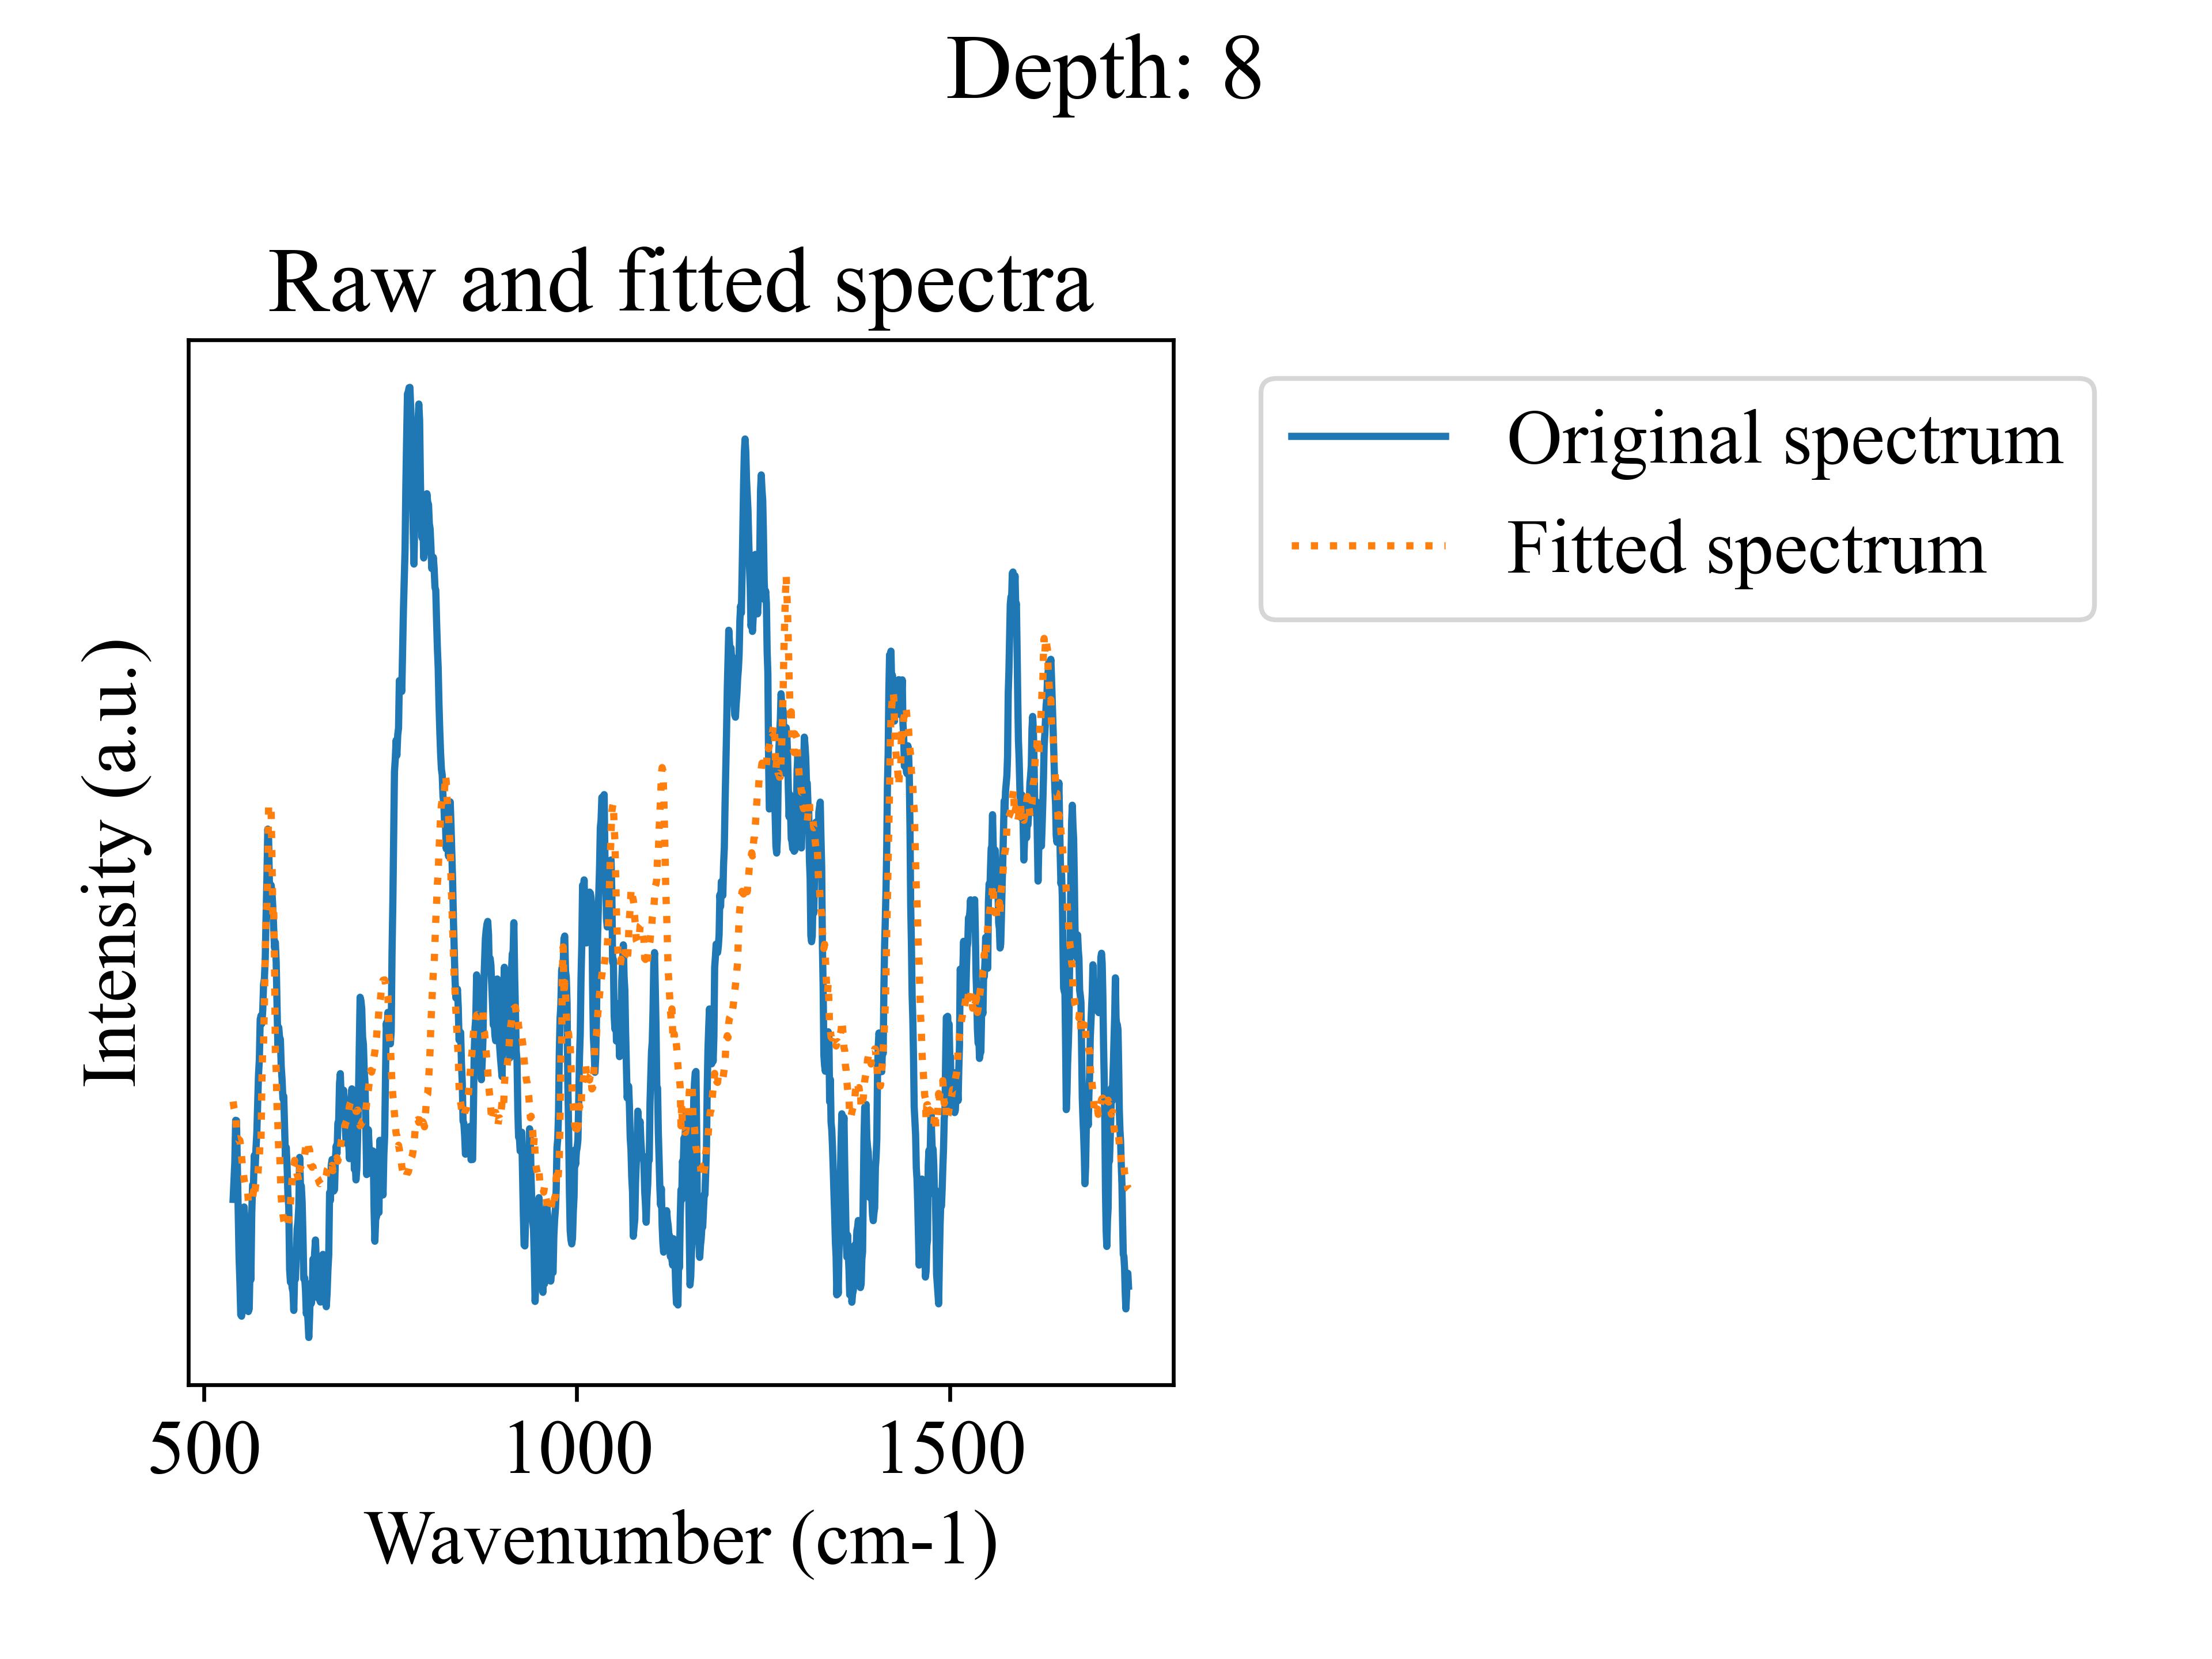 Depth: 8
Raw and fitted spectra
Original spectrum
Fitted spectrum
Intensity (a.u.)
500 1000 1500
Wavenumber (cm-1)